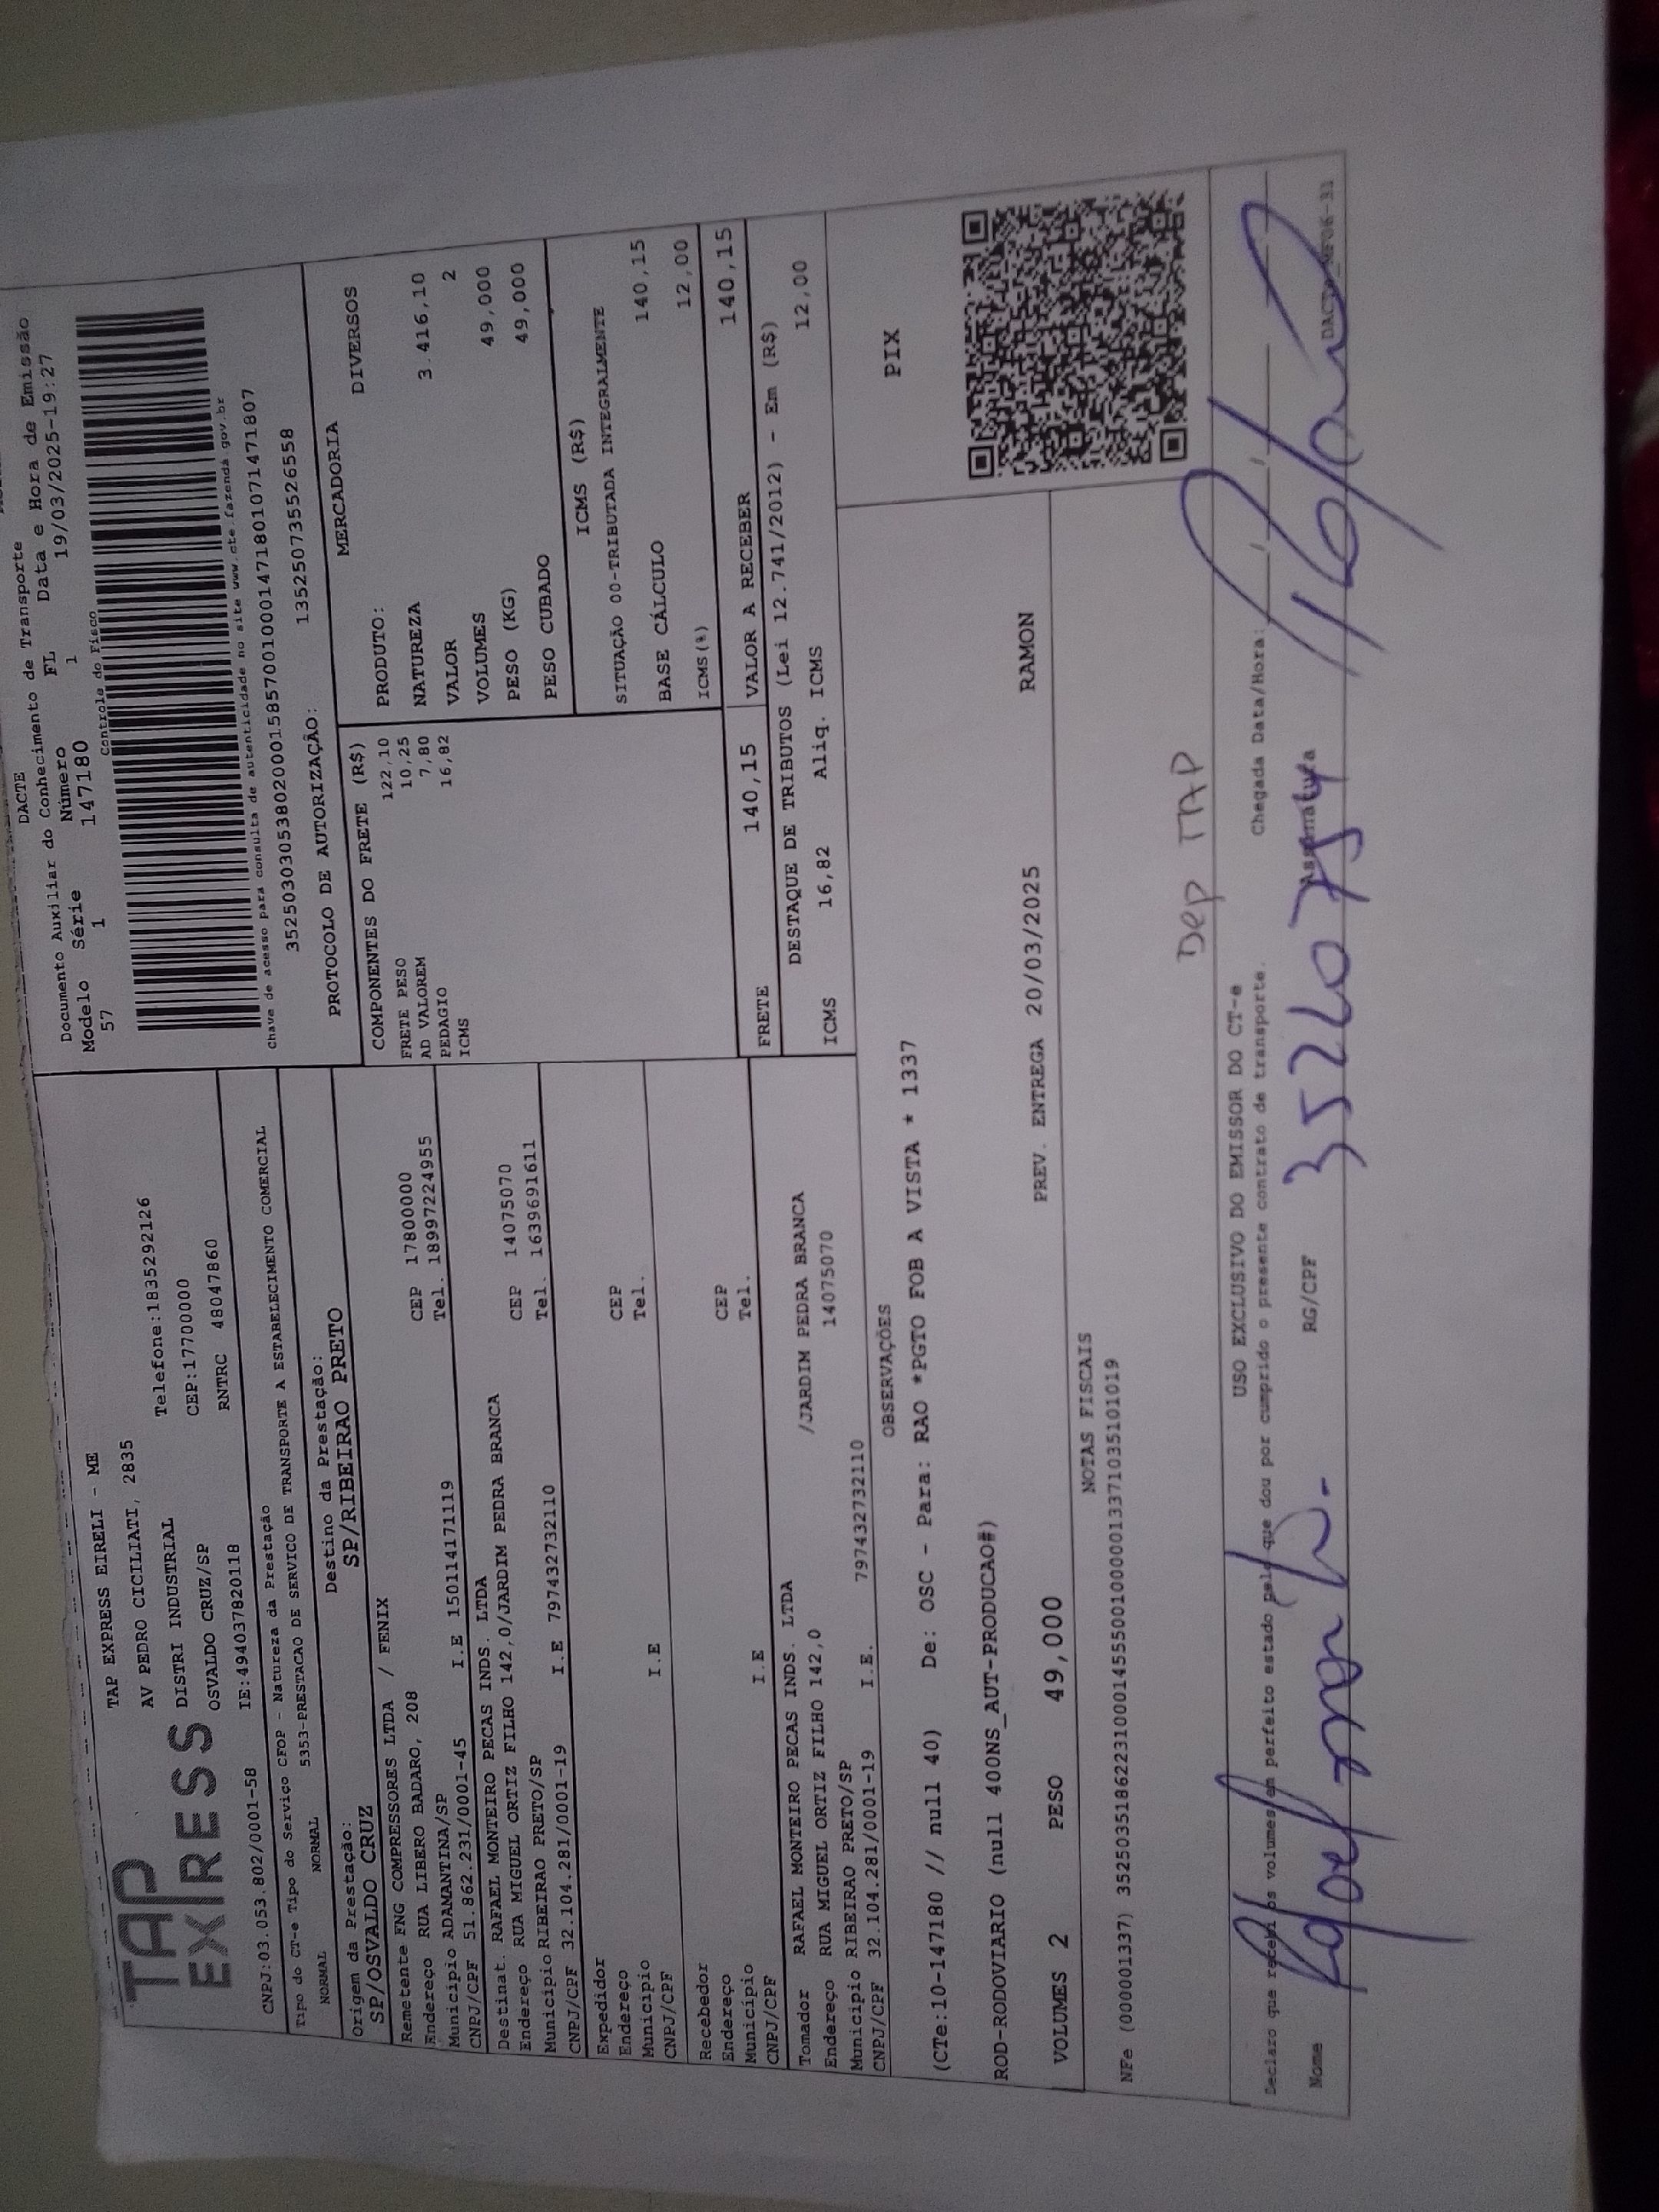 TAP
EXPRESS
TAP EXPRESS EIRELI - ME
AV PEDRO CICILIATI, 2835
DISTRI INDUSTRIAL Telefone:1835292126
OSVALDO CRUZ/SP CEP:17700000
CNPJ:03.053.802/0001-58 IE:494037820118 RNTRC 48047860
DACTE
Documento Auxiliar do Conhecimento de Transporte
Modelo Série Número FL Data e Hora de Emissão
57 1 147180 1 19/03/2025-19:27
Controle do Fisco
Chave de acesso para consulta de autenticidade no site www.cte.fazenda.gov.br
35250303053802000158570010001471801071471807
PROTOCOLO DE AUTORIZAÇÃO: 135250735526558
Tipo do CT-e Tipo do Serviço CFOP - Natureza da Prestação
NORMAL NORMAL 5353-PRESTACAO DE SERVICO DE TRANSPORTE A ESTABELECIMENTO COMERCIAL
Origem da Prestação: Destino da Prestação:
SP/OSVALDO CRUZ SP/RIBEIRAO PRETO
Remetente FNG COMPRESSORES LTDA / FENIX
Endereço RUA LIBERO BADARO, 208 CEP 17800000
Municipio ADAMANTINA/SP Tel. 18997224955
CNPJ/CPF 51.862.231/0001-45 I.E 150114171119
Destinat. RAFAEL MONTEIRO PECAS INDS. LTDA
Endereço RUA MIGUEL ORTIZ FILHO 142,0/JARDIM PEDRA BRANCA CEP 14075070
Municipio RIBEIRAO PRETO/SP Tel. 1639691611
CNPJ/CPF 32.104.281/0001-19 I.E 797432732110
Expedidor
Endereço CEP
Municipio Tel.
CNPJ/CPF I.E
Recebedor
Endereço CEP
Municipio Tel.
CNPJ/CPF I.E
Tomador RAFAEL MONTEIRO PECAS INDS. LTDA
Endereço RUA MIGUEL ORTIZ FILHO 142,0 /JARDIM PEDRA BRANCA
Municipio RIBEIRAO PRETO/SP 14075070
CNPJ/CPF 32.104.281/0001-19 I.E. 797432732110
COMPONENTES DO FRETE (R$)
FRETE PESO 122,10
AD VALOREM 10,25
PEDAGIO 7,80
ICMS 16,82
MERCADORIA
PRODUTO: DIVERSOS
NATUREZA 3.416,10
VALOR 2
VOLUMES 49,000
PESO (KG) 49,000
PESO CUBADO
ICMS (R$)
SITUAÇÃO 00-TRIBUTADA INTEGRALMENTE
BASE CÁLCULO 140,15
ICMS(%) 12,00
FRETE 140,15 VALOR A RECEBER 140,15
DESTAQUE DE TRIBUTOS (Lei 12.741/2012) - Em (R$)
ICMS 16,82 Aliq. ICMS 12,00
OBSERVAÇÕES
(CTe:10-147180 // null 40) De: OSC - Para: RAO *PGTO FOB A VISTA * 1337
PIX
ROD-RODOVIARIO (null 400NS_AUT-PRODUCAO#)
PREV. ENTREGA 20/03/2025 RAMON
VOLUMES 2 PESO 49,000
NOTAS FISCAIS
NFe (000001337) 35250351862231000145550010000013371035101019
Dep TAP
USO EXCLUSIVO DO EMISSOR DO CT-e
Declaro que recebi os volumes em perfeito estado pelo que dou por cumprido o presente contrato de transporte. Chegada Data/Hora:
Nome RG/CPF Assinatura
Rafael